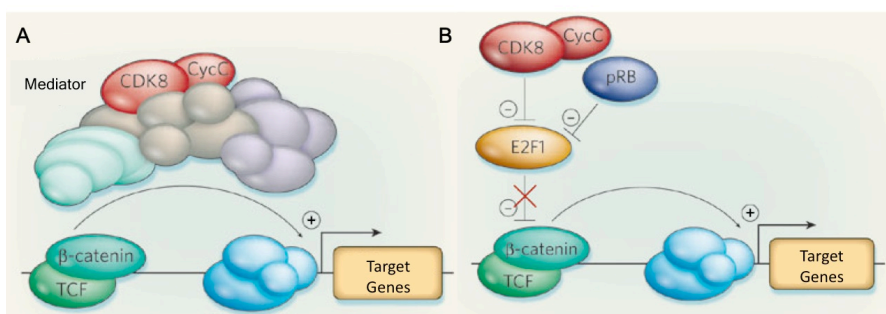 A
Mediator
CDK8
CycC
β-catenin
TCF
+
Target
Genes
B
CDK8
CycC
pRB
−
−
E2F1
−
β-catenin
TCF
+
Target
Genes